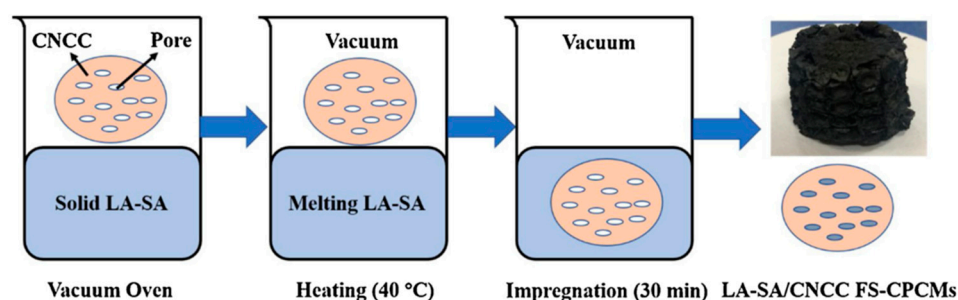 CNCC Pore
Solid LA-SA
Vacuum Oven
Vacuum
Melting LA-SA
Heating (40 °C)
Vacuum
Impregnation (30 min)
LA-SA/CNCC FS-CPCMs